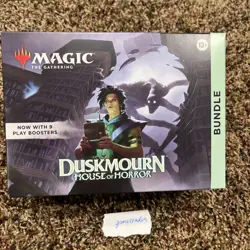 MAGIC
THE GATHERING
13+
NOW WITH 9
PLAY BOOSTERS
DUSKMOURN
HOUSE OF HORROR
BUNDLE